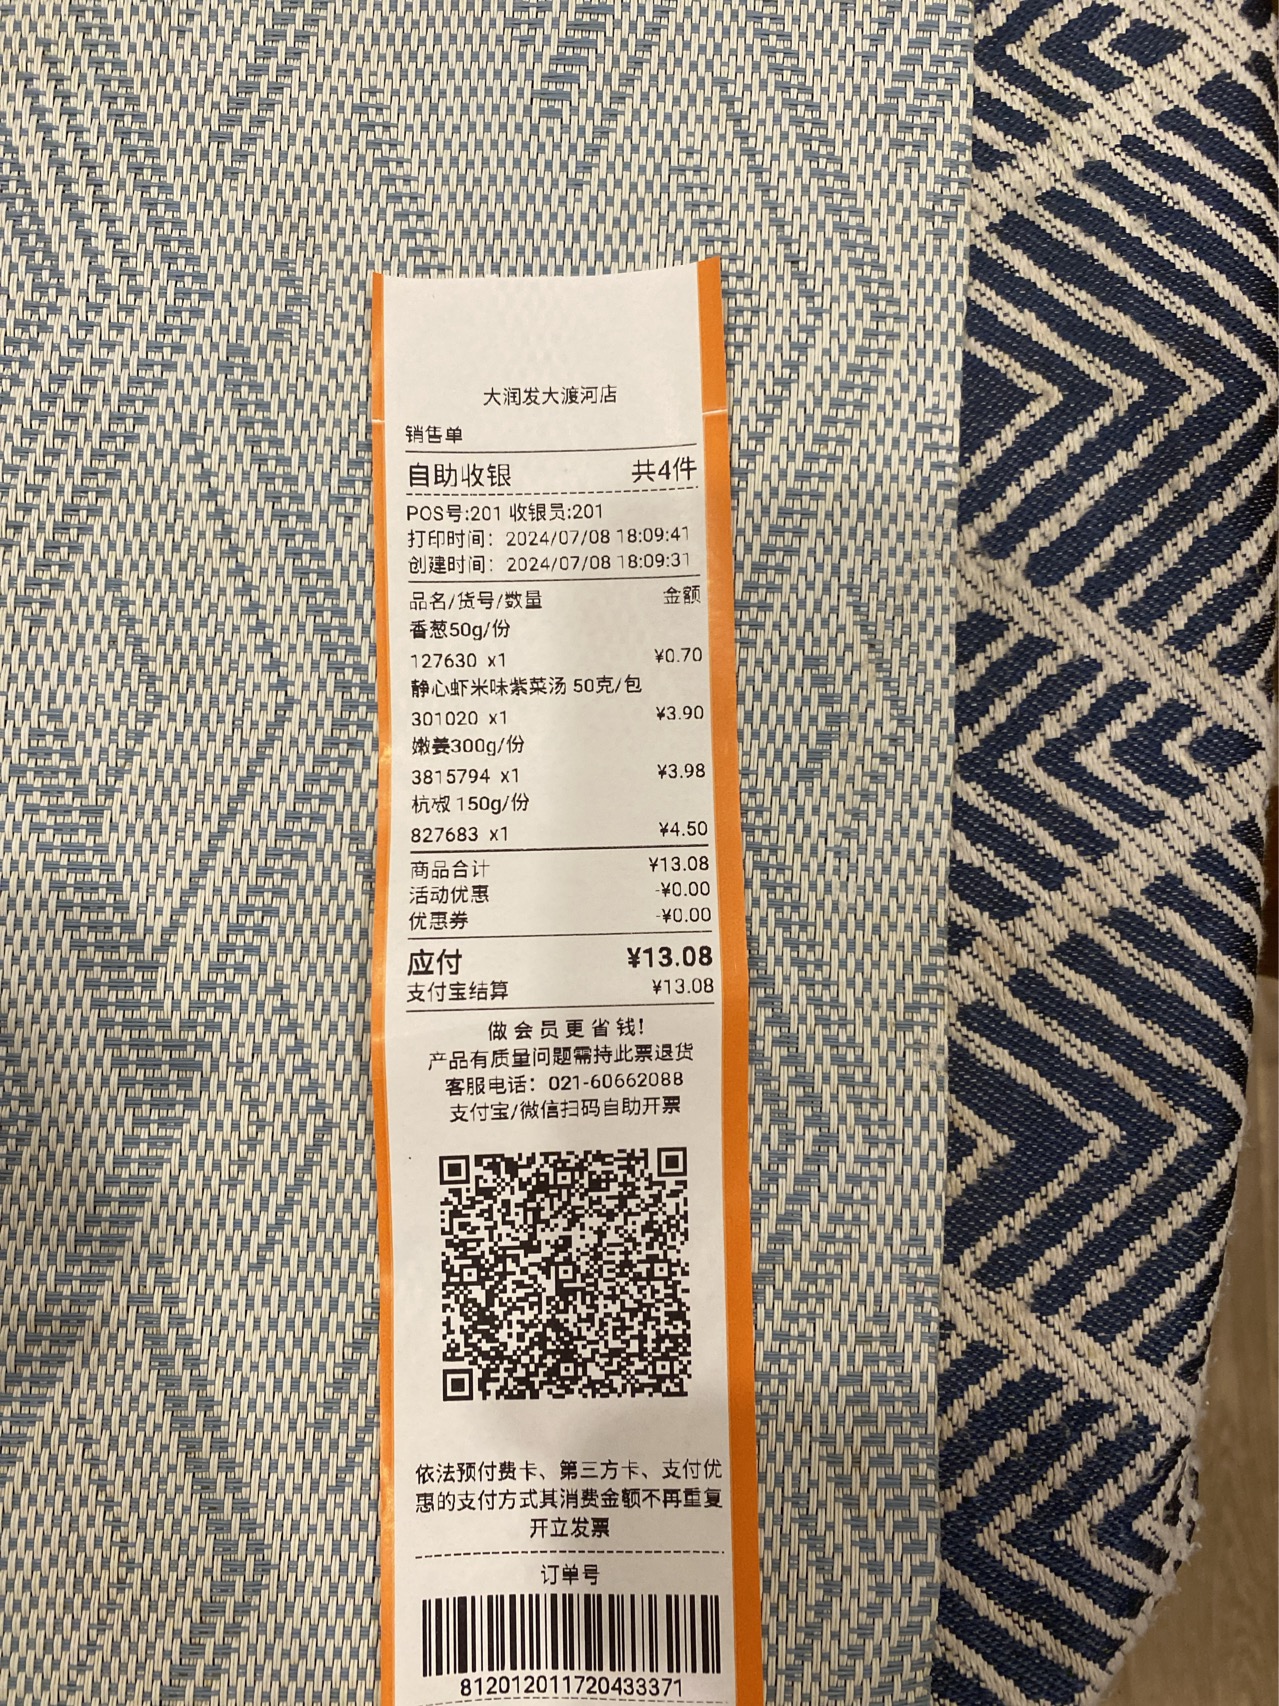 大润发大渡河店
销售单
自助收银 共4件
POS号:201 收银员:201
打印时间: 2024/07/08 18:09:41
创建时间: 2024/07/08 18:09:31
品名/货号/数量 金额
香葱50g/份
127630 x1 ¥0.70
静心虾米味紫菜汤 50克/包
301020 x1 ¥3.90
嫩姜300g/份
3815794 x1 ¥3.98
杭椒150g/份
827683 x1 ¥4.50
商品合计 ¥13.08
活动优惠 -¥0.00
优惠券 -¥0.00
应付 ¥13.08
支付宝结算 ¥13.08
做会员更省钱!
产品有质量问题需持此票退货
客服电话: 021-60662088
支付宝/微信扫码自助开票
依法预付费卡、第三方卡、支付优
惠的支付方式其消费金额不再重复
开立发票
订单号
812012011720433371